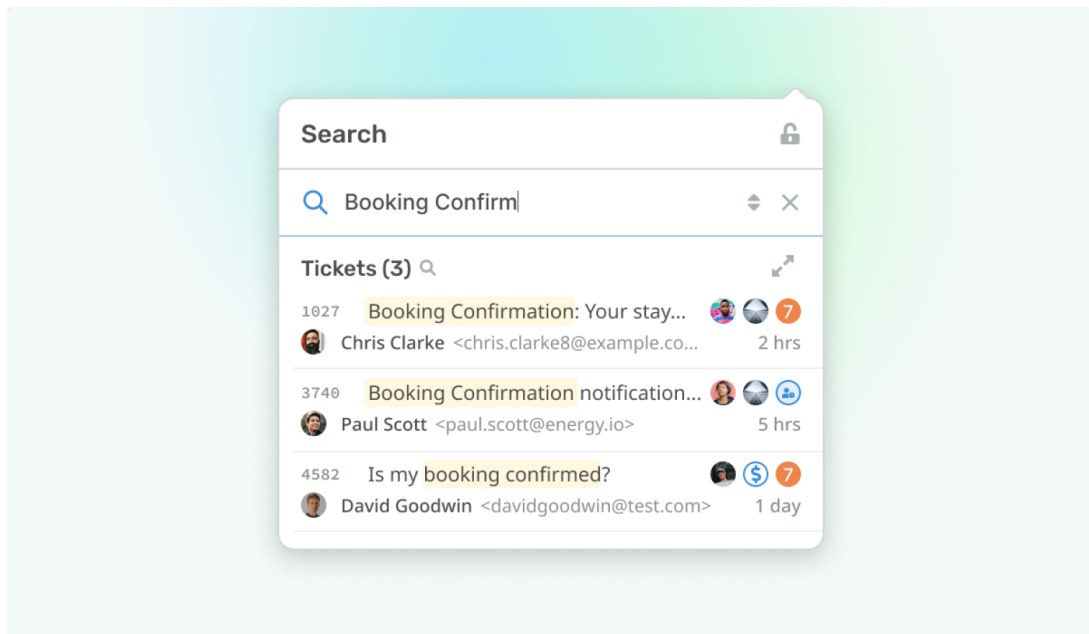 Search
Booking Confirm
Tickets (3)
1027 Booking Confirmation: Your stay... 7
Chris Clarke <chris.clarke8@example.co... 2 hrs
3740 Booking Confirmation notification...
Paul Scott <paul.scott@energy.io> 5 hrs
4582 Is my booking confirmed? $ 7
David Goodwin <davidgoodwin@test.com> 1 day